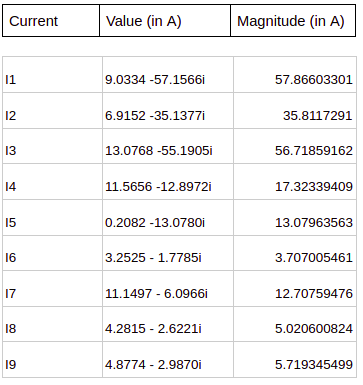 Current Value (in A) Magnitude (in A)
I1 9.0334 -57.1566i 57.86603301
I2 6.9152 -35.1377i 35.8117291
I3 13.0768 -55.1905i 56.71859162
I4 11.5656 -12.8972i 17.32339409
I5 0.2082 -13.0780i 13.07963563
I6 3.2525 - 1.7785i 3.707005461
I7 11.1497 - 6.0966i 12.70759476
I8 4.2815 - 2.6221i 5.020600824
I9 4.8774 - 2.9870i 5.719345499